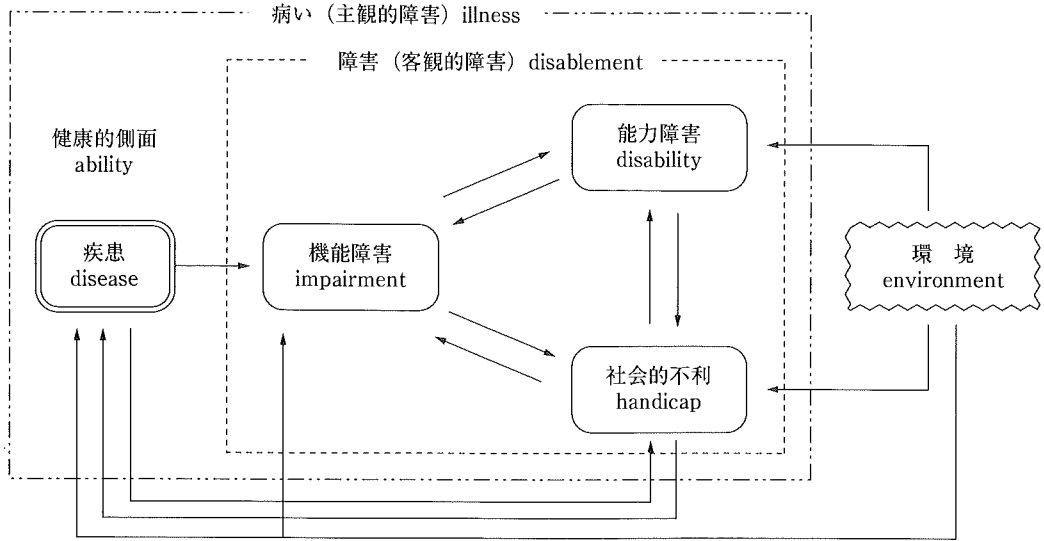 病い（主観的障害）illness
障害（客観的障害）disablement
健康的側面
ability
能力障害
disability
疾患
disease
機能障害
impairment
環　境
environment
社会的不利
handicap